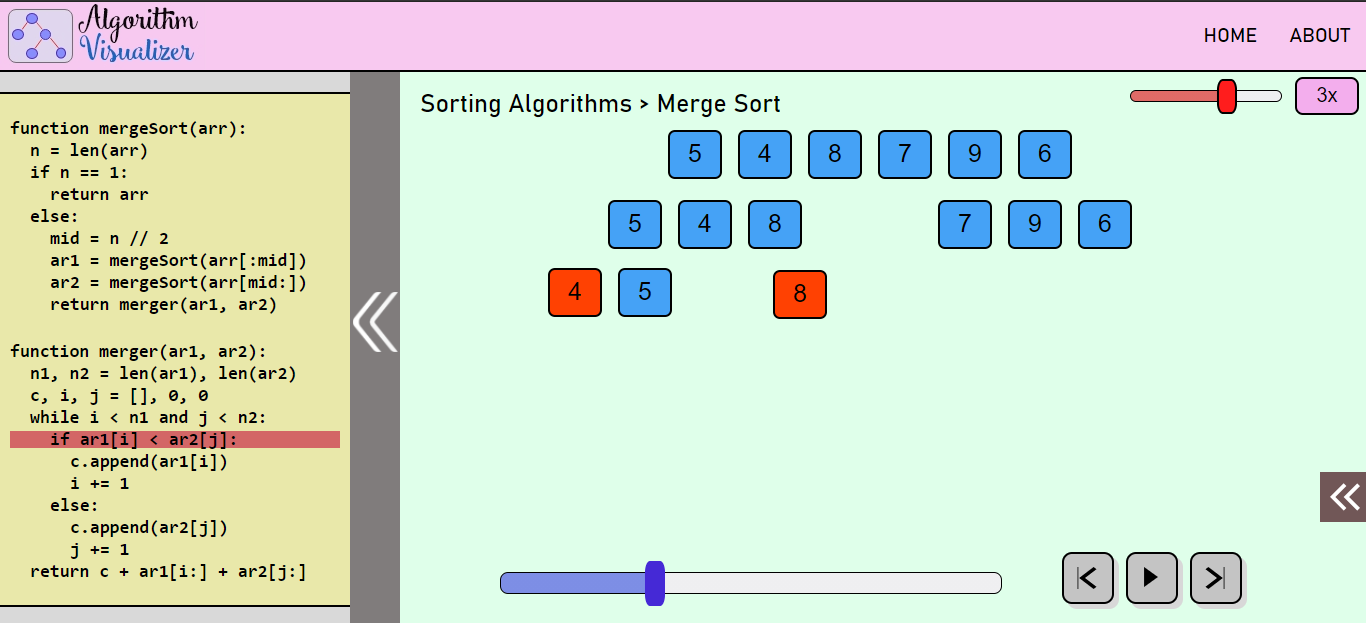 Algorithm
Visualizer
HOME ABOUT
function mergeSort(arr):
n = len(arr)
if n == 1:
return arr
else:
mid = n // 2
ar1 = mergeSort(arr[:mid])
ar2 = mergeSort(arr[mid:])
return merger(ar1, ar2)
function merger(ar1, ar2):
n1, n2 = len(ar1), len(ar2)
c, i, j = [], 0, 0
while i < n1 and j < n2:
if ar1[i] < ar2[j]:
c.append(ar1[i])
i += 1
else:
c.append(ar2[j])
j += 1
return c + ar1[i:] + ar2[j:]
Sorting Algorithms > Merge Sort
3x
5 4 8 7 9 6
5 4 8 7 9 6
4 5 8